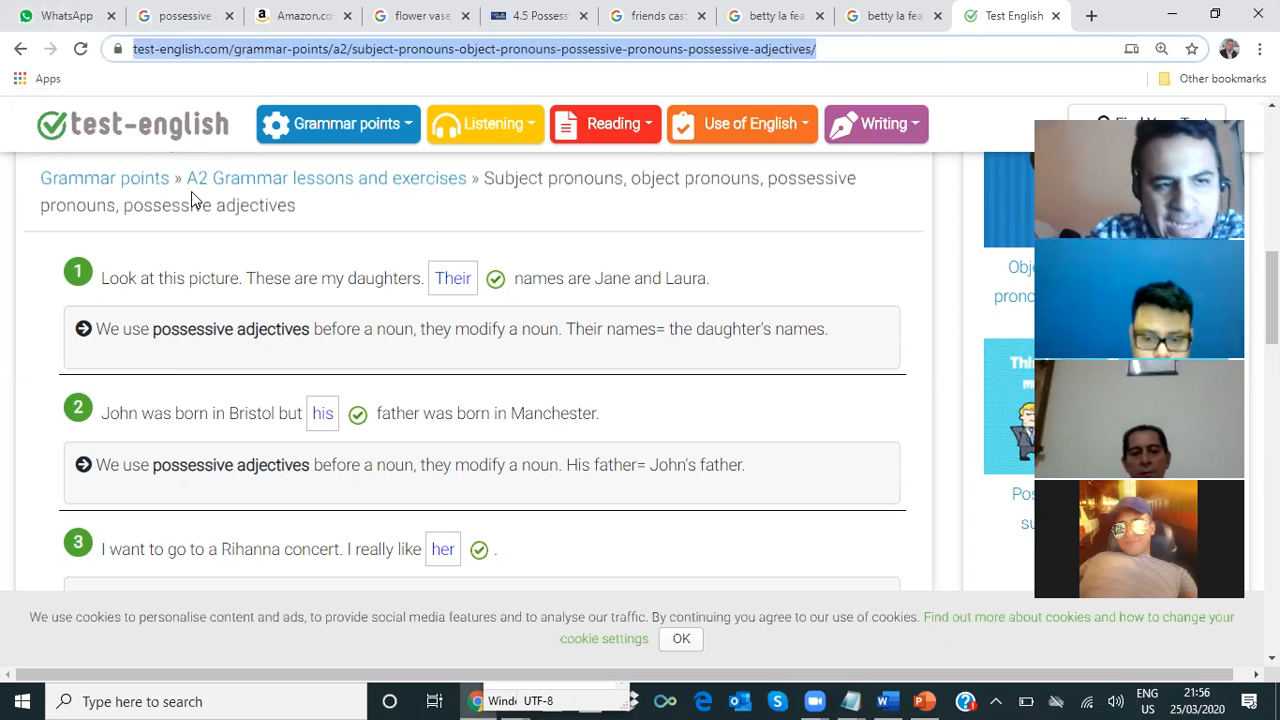 WhatsApp
possessive
Amazon.co
flower vase
4.5 Possess
friends cas
betty la fea
betty la fea
Test English
test-english.com/grammar-points/a2/subject-pronouns-object-pronouns-possessive-pronouns-possessive-adjectives/
Apps
Other bookmarks
test-english
Grammar points
Listening
Reading
Use of English
Writing
Grammar points » A2 Grammar lessons and exercises » Subject pronouns, object pronouns, possessive
pronouns, possessive adjectives
1 Look at this picture. These are my daughters. Their names are Jane and Laura.
We use possessive adjectives before a noun, they modify a noun. Their names= the daughter's names.
2 John was born in Bristol but his father was born in Manchester.
We use possessive adjectives before a noun, they modify a noun. His father= John's father.
3 I want to go to a Rihanna concert. I really like her .
Obje
prono
This
m
Pos
su
We use cookies to personalise content and ads, to provide social media features and to analyse our traffic. By continuing you agree to our use of cookies. Find out more about cookies and how to change your
cookie settings OK
Type here to search
Windo UTF-8
ENG
US
21:56
25/03/2020